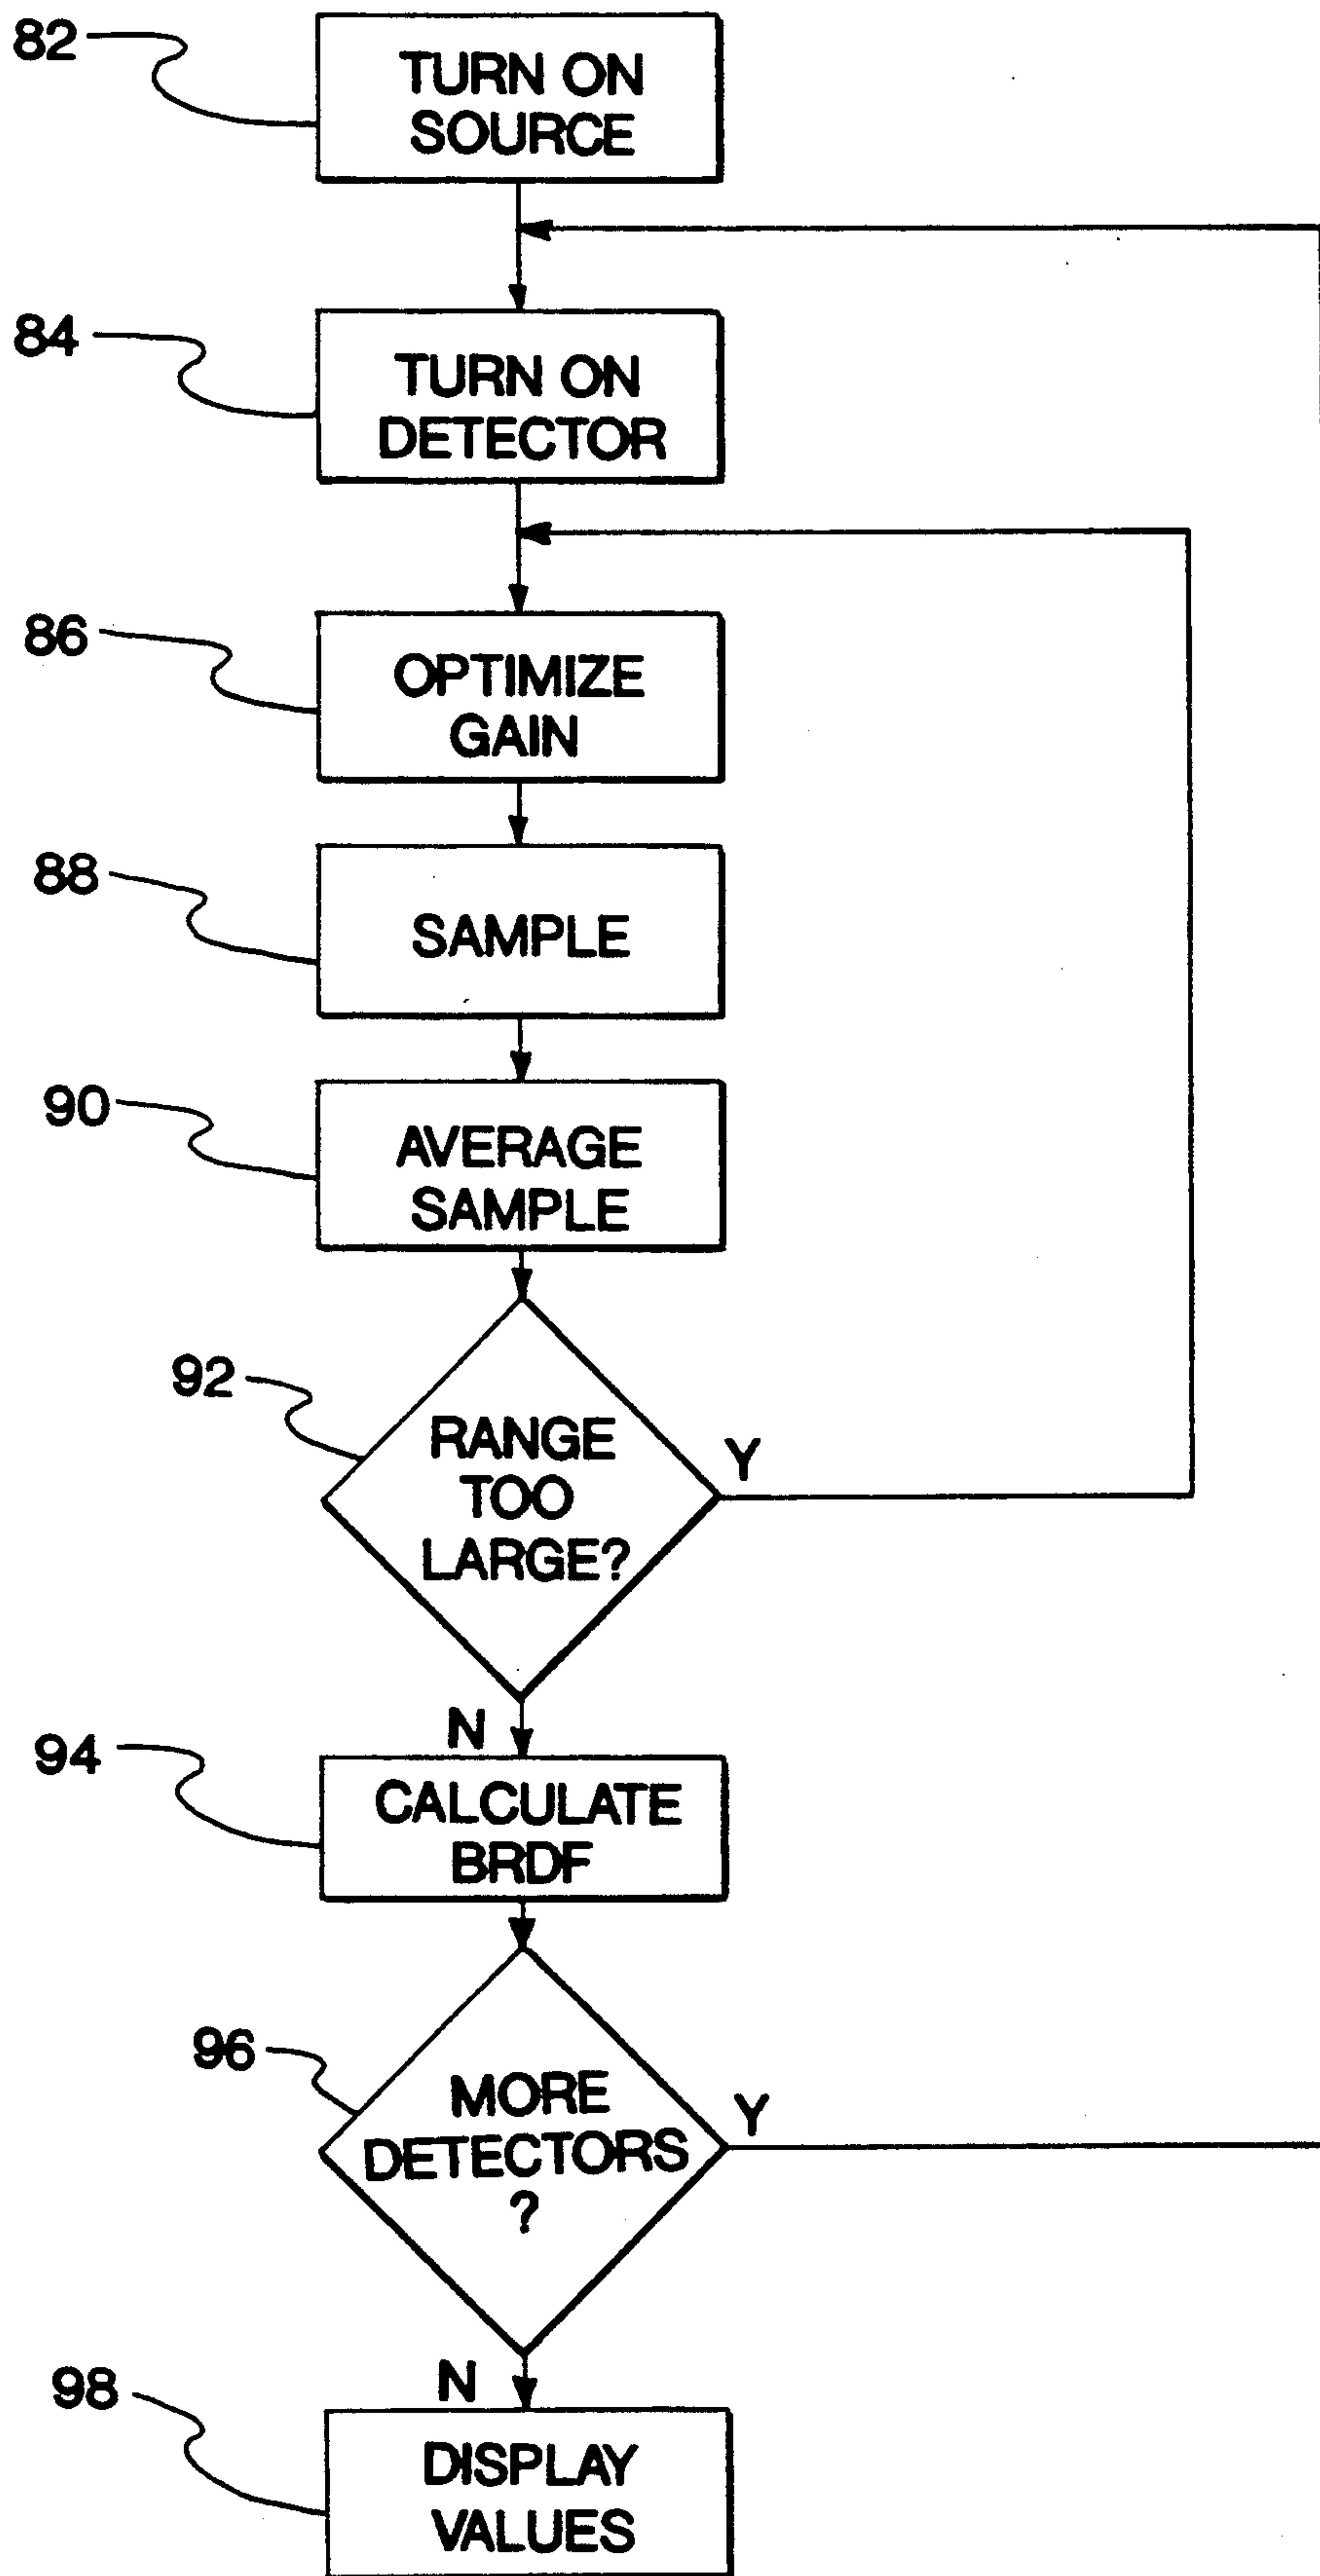 82
TURN ON
SOURCE
84
TURN ON
DETECTOR
86
OPTIMIZE
GAIN
88
SAMPLE
90
AVERAGE
SAMPLE
92
RANGE
TOO
LARGE?
Y
N
94
CALCULATE
BRDF
96
MORE
DETECTORS
?
Y
N
98
DISPLAY
VALUES